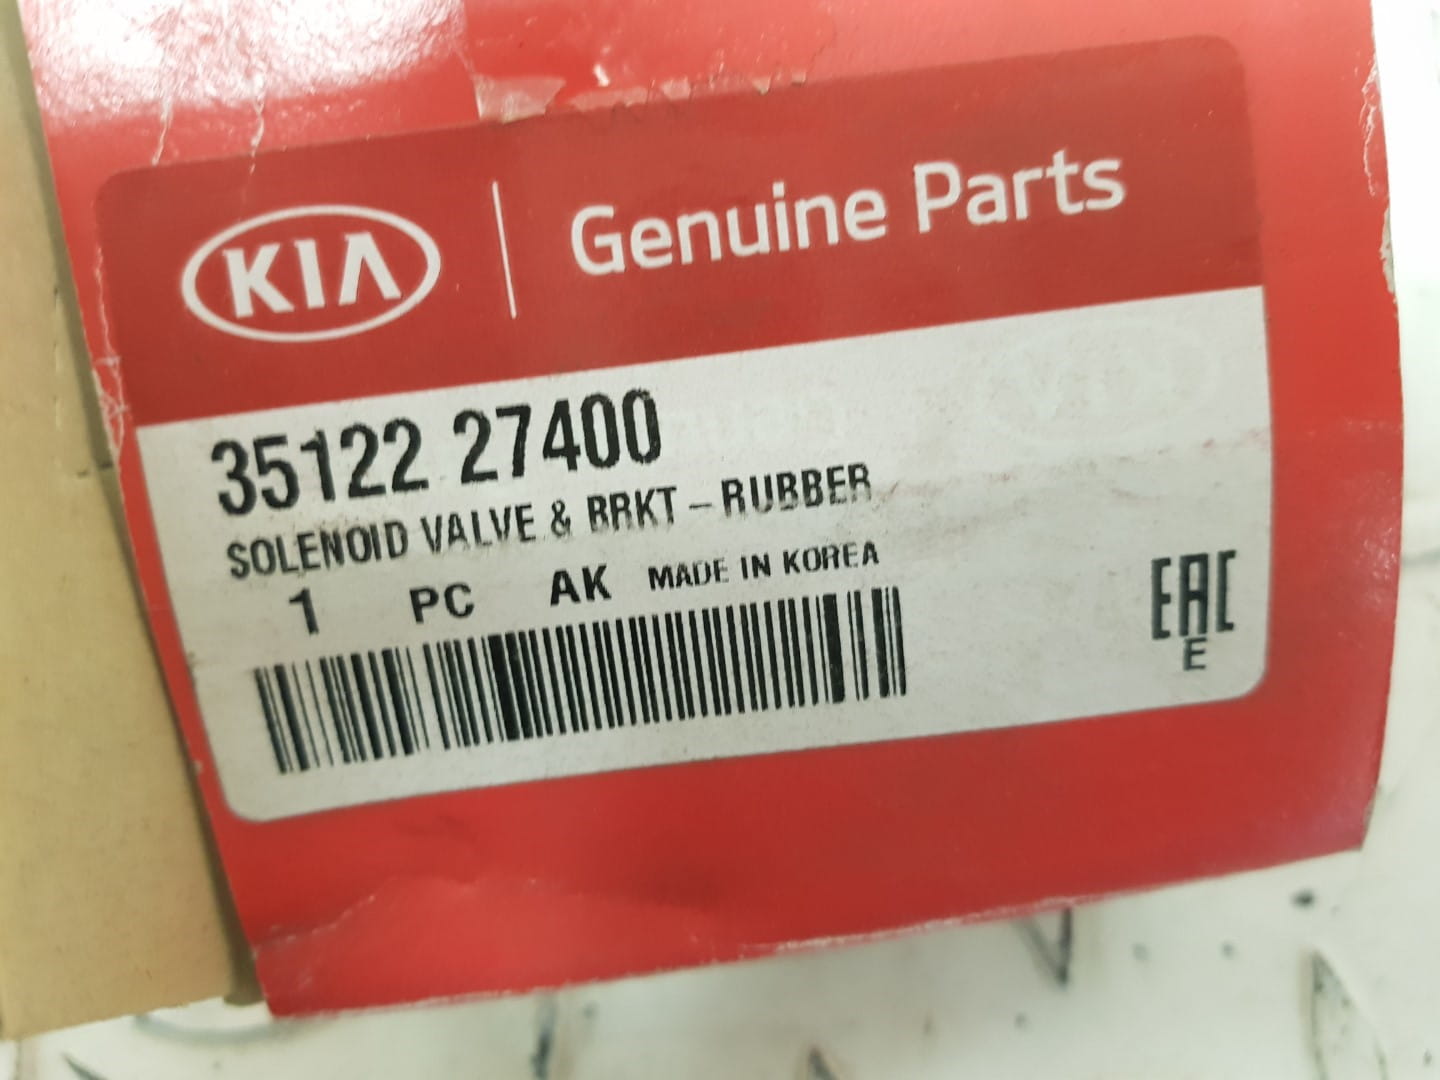 KIA
Genuine Parts
35122 27400
SOLENOID VALVE & BRKT - RUBBER
1 PC AK MADE IN KOREA
EAC
E